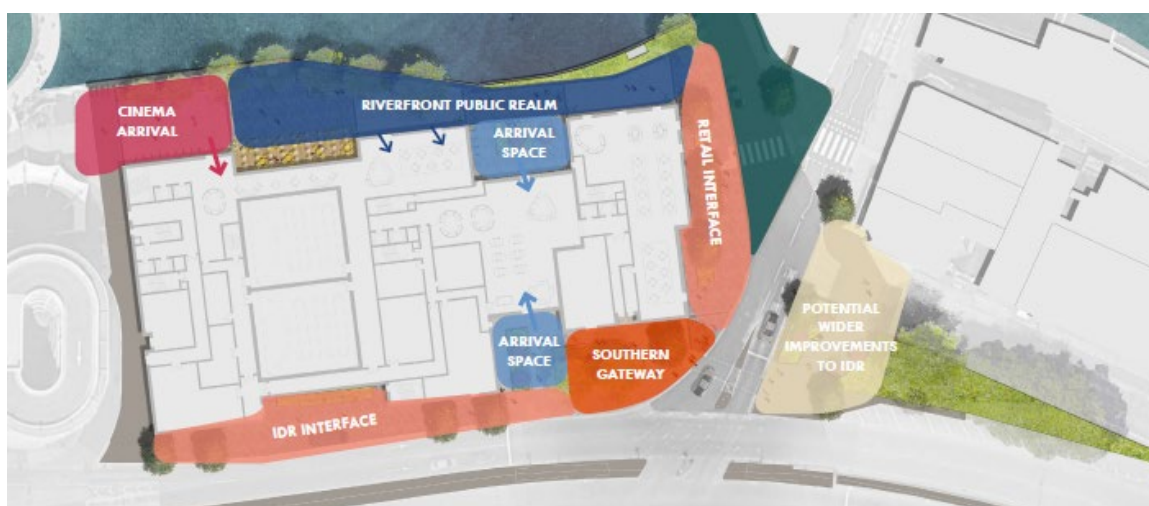 CINEMA
ARRIVAL
RIVERFRONT PUBLIC REALM
ARRIVAL
SPACE
RETAIL INTERFACE
POTENTIAL
WIDER
IMPROVEMENTS
TO IDR
ARRIVAL
SPACE
SOUTHERN
GATEWAY
IDR INTERFACE